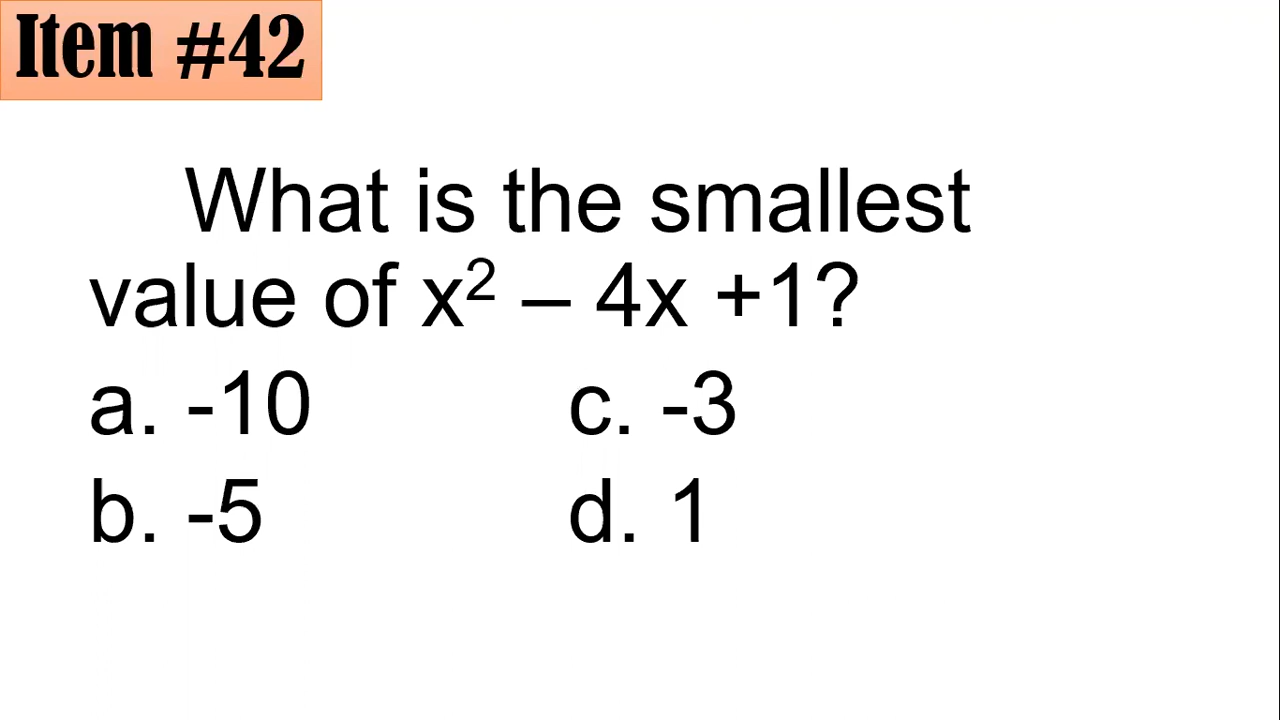 Item #42
What is the smallest
value of x² – 4x +1?
a. -10 c. -3
b. -5 d. 1